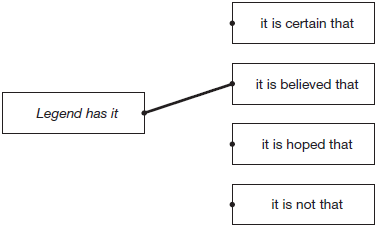 it is certain that
it is believed that
Legend has it
it is hoped that
it is not that